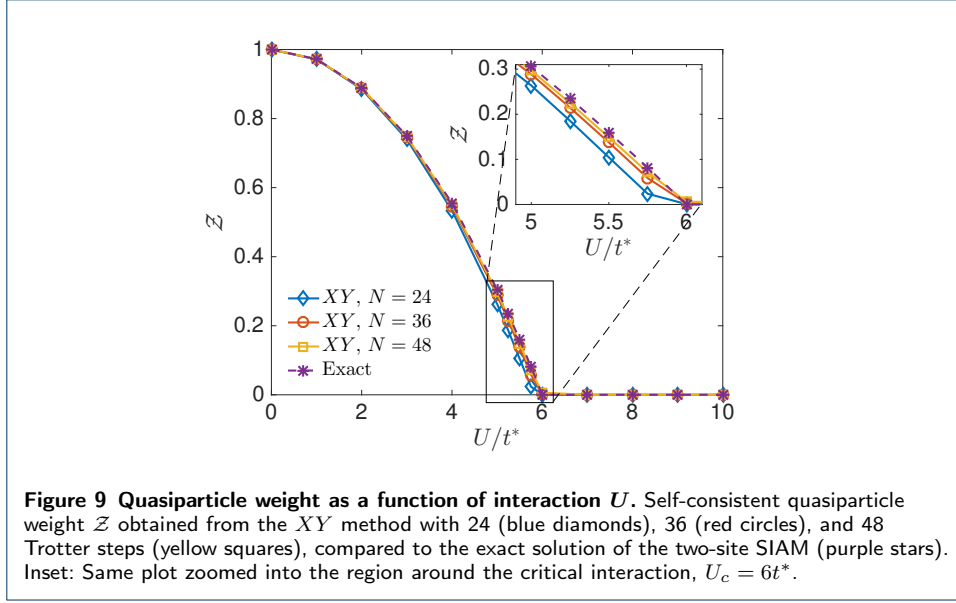 1
0.8
0.6
0.4
0.2
0
𝒵
0 2 4 6 8 10
U/t*
XY, N = 24
XY, N = 36
XY, N = 48
Exact
0.3
0.2
0.1
0
𝒵
5 5.5 6
U/t*
Figure 9 Quasiparticle weight as a function of interaction U. Self-consistent quasiparticle
weight 𝒵 obtained from the XY method with 24 (blue diamonds), 36 (red circles), and 48
Trotter steps (yellow squares), compared to the exact solution of the two-site SIAM (purple stars).
Inset: Same plot zoomed into the region around the critical interaction, U_c = 6t*.